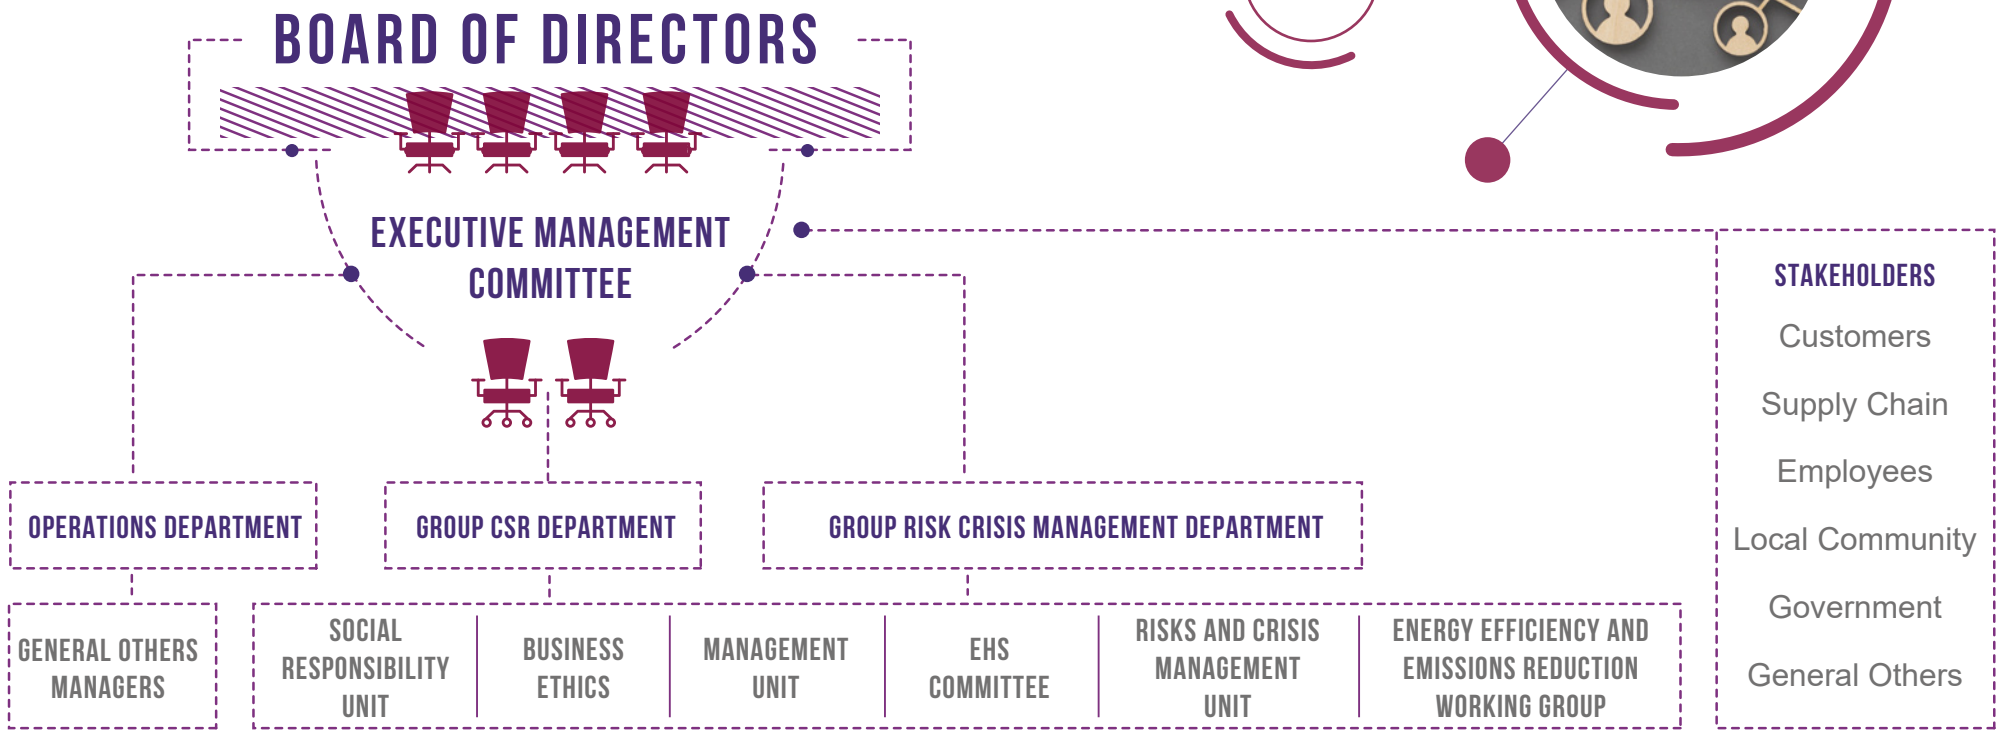 BOARD OF DIRECTORS
EXECUTIVE MANAGEMENT
COMMITTEE
OPERATIONS DEPARTMENT
GROUP CSR DEPARTMENT
GROUP RISK CRISIS MANAGEMENT DEPARTMENT
GENERAL OTHERS
MANAGERS
SOCIAL
RESPONSIBILITY
UNIT
BUSINESS
ETHICS
MANAGEMENT
UNIT
EHS
COMMITTEE
RISKS AND CRISIS
MANAGEMENT
UNIT
ENERGY EFFICIENCY AND
EMISSIONS REDUCTION
WORKING GROUP
STAKEHOLDERS
Customers
Supply Chain
Employees
Local Community
Government
General Others